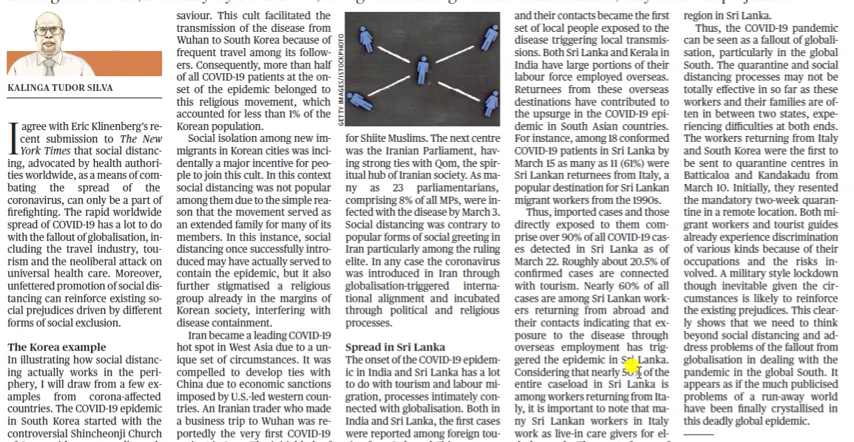 KALINGA TUDOR SILVA
I agree with Eric Klinenberg's re-
cent submission to The New
York Times that social distanc-
ing, advocated by health authori-
ties worldwide, as a means of com-
bating the spread of the
coronavirus, can only be a part of
firefighting. The rapid worldwide
spread of COVID-19 has a lot to do
with the fallout of globalisation, in-
cluding the travel industry, tou-
rism and the neoliberal attack on
universal health care. Moreover,
unfettered promotion of social dis-
tancing can reinforce existing so-
cial prejudices driven by different
forms of social exclusion.
The Korea example
In illustrating how social distanc-
ing actually works in the peri-
phery, I will draw from a few ex-
amples from corona-affected
countries. The COVID-19 epidemic
in South Korea started with the
controversial Shincheonji Church
saviour. This cult facilitated the
transmission of the disease from
Wuhan to South Korea because of
frequent travel among its follow-
ers. Consequently, more than half
of all COVID-19 patients at the on-
set of the epidemic belonged to
this religious movement, which
accounted for less than 1% of the
Korean population.
Social isolation among new im-
migrants in Korean cities was inci-
dentally a major incentive for peo-
ple to join this cult. In this context
social distancing was not popular
among them due to the simple rea-
son that the movement served as
an extended family for many of its
members. In this instance, social
distancing once successfully intro-
duced may have actually served to
contain the epidemic, but it also
further stigmatised a religious
group already in the margins of
Korean society, interfering with
disease containment.
Iran became a leading COVID-19
hot spot in West Asia due to a un-
ique set of circumstances. It was
compelled to develop ties with
China due to economic sanctions
imposed by U.S.-led western coun-
tries. An Iranian trader who made
a business trip to Wuhan was re-
portedly the very first COVID-19
GETTY IMAGES/ISTOCKPHOTO
for Shiite Muslims. The next centre
was the Iranian Parliament, hav-
ing strong ties with Qom, the spir-
itual hub of Iranian society. As ma-
ny as 23 parliamentarians,
comprising 8% of all MPs, were in-
fected with the disease by March 3.
Social distancing was contrary to
popular forms of social greeting in
Iran particularly among the ruling
elite. In any case the coronavirus
was introduced in Iran through
globalisation-triggered interna-
tional alignment and incubated
through political and religious
processes.
Spread in Sri Lanka
The onset of the COVID-19 epidem-
ic in India and Sri Lanka has a lot
to do with tourism and labour mi-
gration, processes intimately con-
nected with globalisation. Both in
India and Sri Lanka, the first cases
were reported among foreign tou-
and their contacts became the first
set of local people exposed to the
disease triggering local transmis-
sions. Both Sri Lanka and Kerala in
India have large portions of their
labour force employed overseas.
Returnees from these overseas
destinations have contributed to
the upsurge in the COVID-19 epi-
demic in South Asian countries.
For instance, among 18 conformed
COVID-19 patients in Sri Lanka by
March 15 as many as 11 (61%) were
Sri Lankan returnees from Italy, a
popular destination for Sri Lankan
migrant workers from the 1990s.
Thus, imported cases and those
directly exposed to them com-
prise over 90% of all COVID-19 cas-
es detected in Sri Lanka as of
March 22. Roughly about 20.5% of
confirmed cases are connected
with tourism. Nearly 60% of all
cases are among Sri Lankan work-
ers returning from abroad and
their contacts indicating that ex-
posure to the disease through
overseas employment has trig-
gered the epidemic in Sri Lanka.
Considering that nearly of the
entire caseload in Sri Lanka is
among workers returning from Ita-
ly, it is important to note that ma-
ny Sri Lankan workers in Italy
work as live-in care givers for el-
region in Sri Lanka.
Thus, the COVID-19 pandemic
can be seen as a fallout of globali-
sation, particularly in the global
South. The quarantine and social
distancing processes may not be
totally effective in so far as these
workers and their families are of-
ten in between two states, expe-
riencing difficulties at both ends.
The workers returning from Italy
and South Korea were the first to
be sent to quarantine centres in
Batticaloa and Kandakadu from
March 10. Initially, they resented
the mandatory two-week quaran-
tine in a remote location. Both mi-
grant workers and tourist guides
already experience discrimination
of various kinds because of their
occupations and the risks in-
volved. A military style lockdown
though inevitable given the cir-
cumstances is likely to reinforce
the existing prejudices. This clear-
ly shows that we need to think
beyond social distancing and ad-
dress problems of the fallout from
globalisation in dealing with the
pandemic in the global South. It
appears as if the much publicised
problems of a run-away world
have been finally crystallised in
this deadly global epidemic.